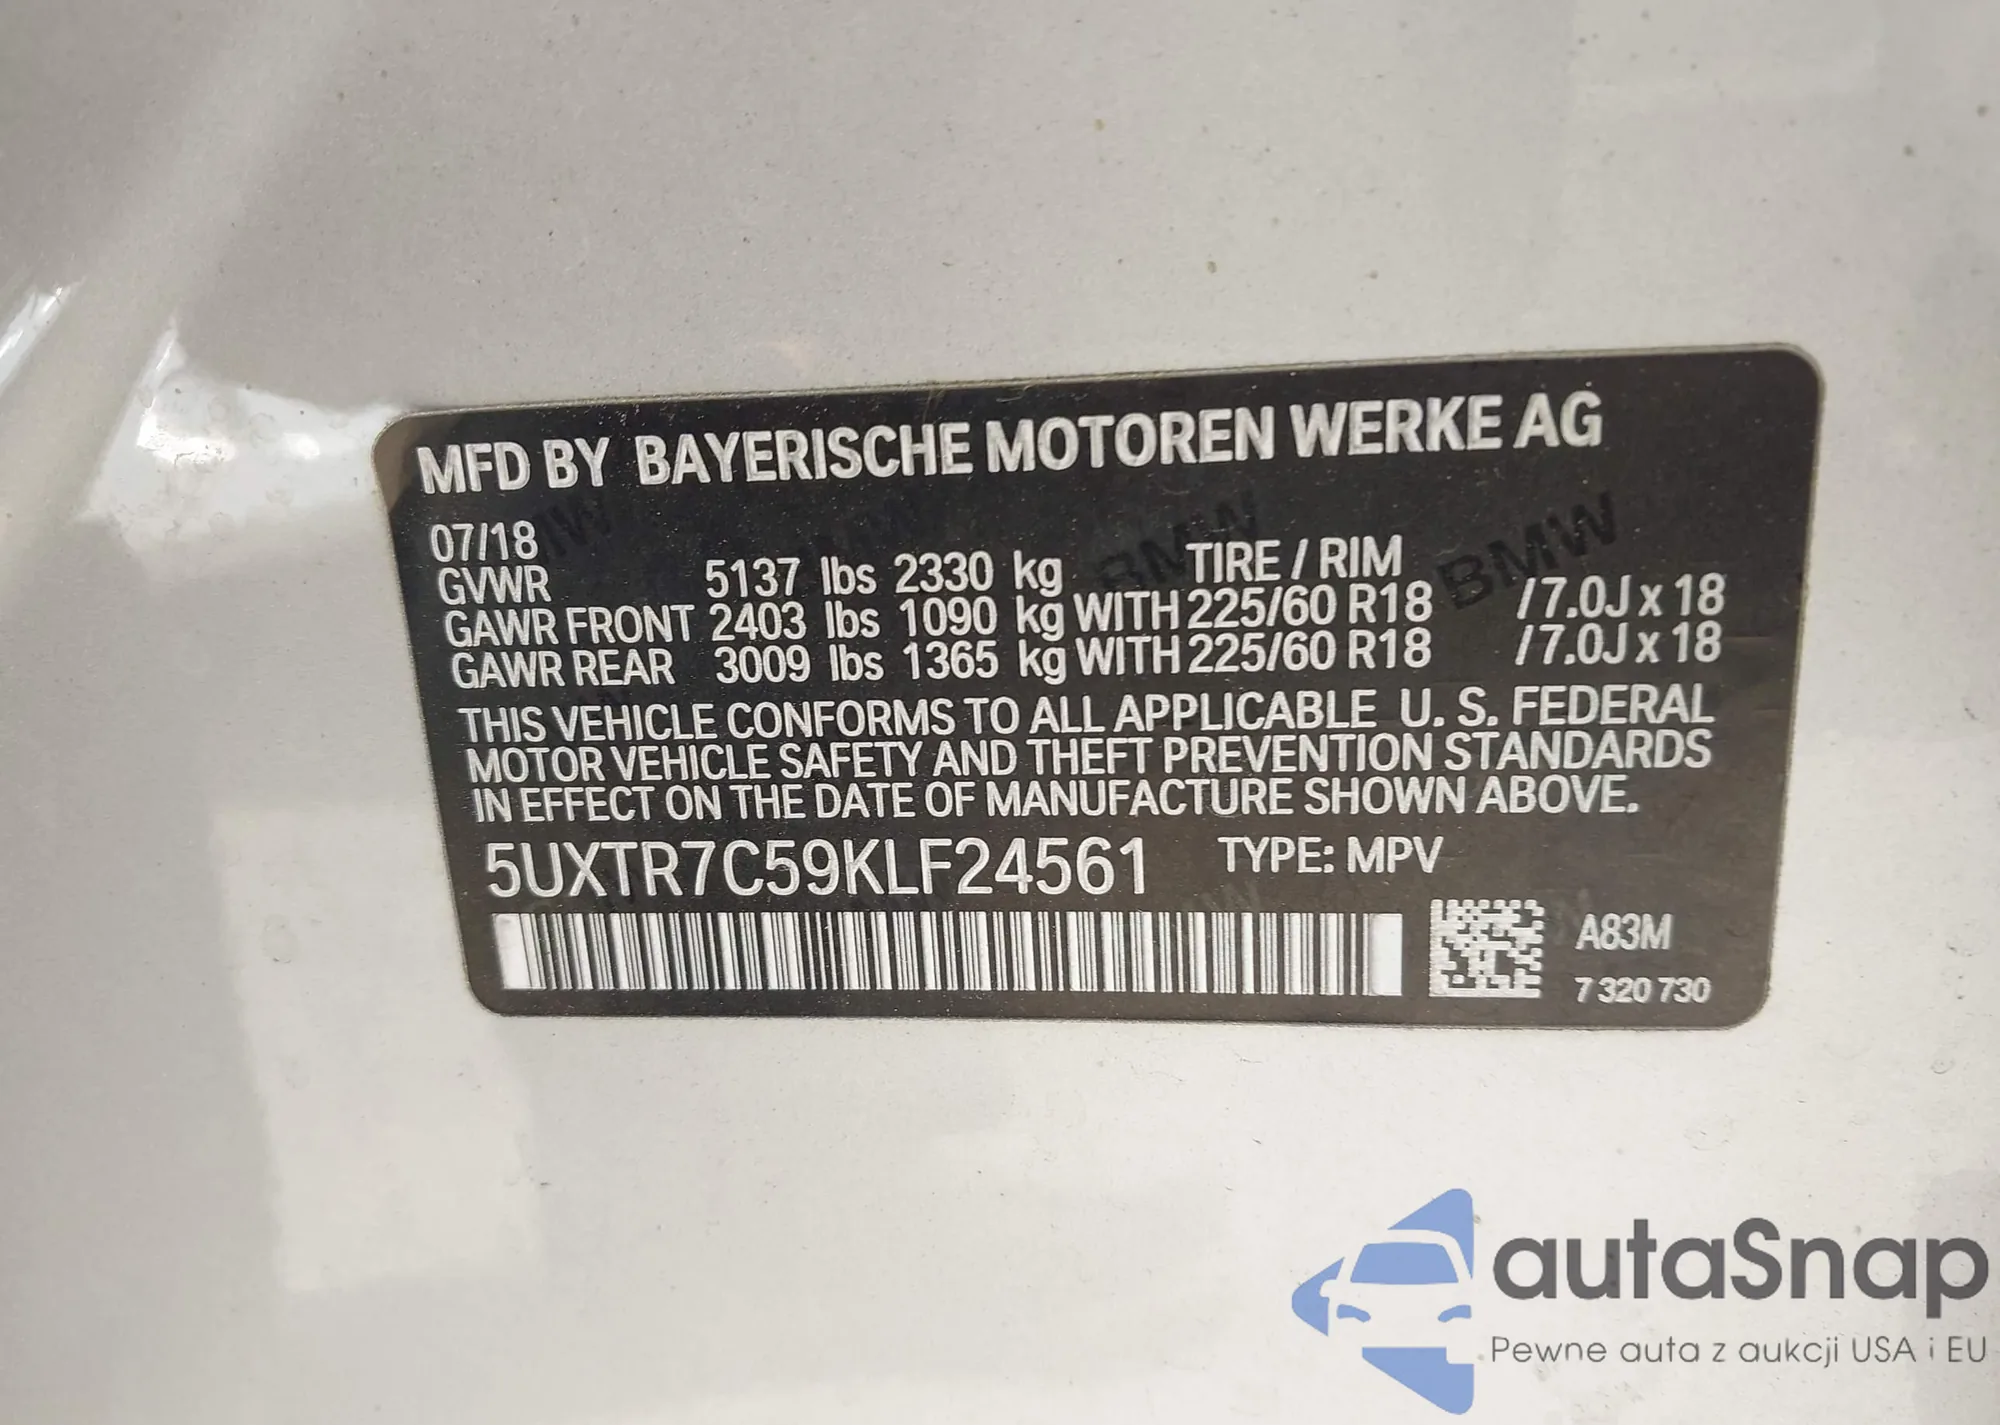 MFD BY BAYERISCHE MOTOREN WERKE AG
07/18
GVWR 5137 lbs 2330 kg TIRE / RIM
GAWR FRONT 2403 lbs 1090 kg WITH 225/60 R18 / 7.0J x 18
GAWR REAR 3009 lbs 1365 kg WITH 225/60 R18 / 7.0J x 18
THIS VEHICLE CONFORMS TO ALL APPLICABLE U. S. FEDERAL
MOTOR VEHICLE SAFETY AND THEFT PREVENTION STANDARDS
IN EFFECT ON THE DATE OF MANUFACTURE SHOWN ABOVE.
5UXTR7C59KLF24561 TYPE: MPV
A83M
7 320 730
autaSnap
Pewne auta z aukcji USA i EU